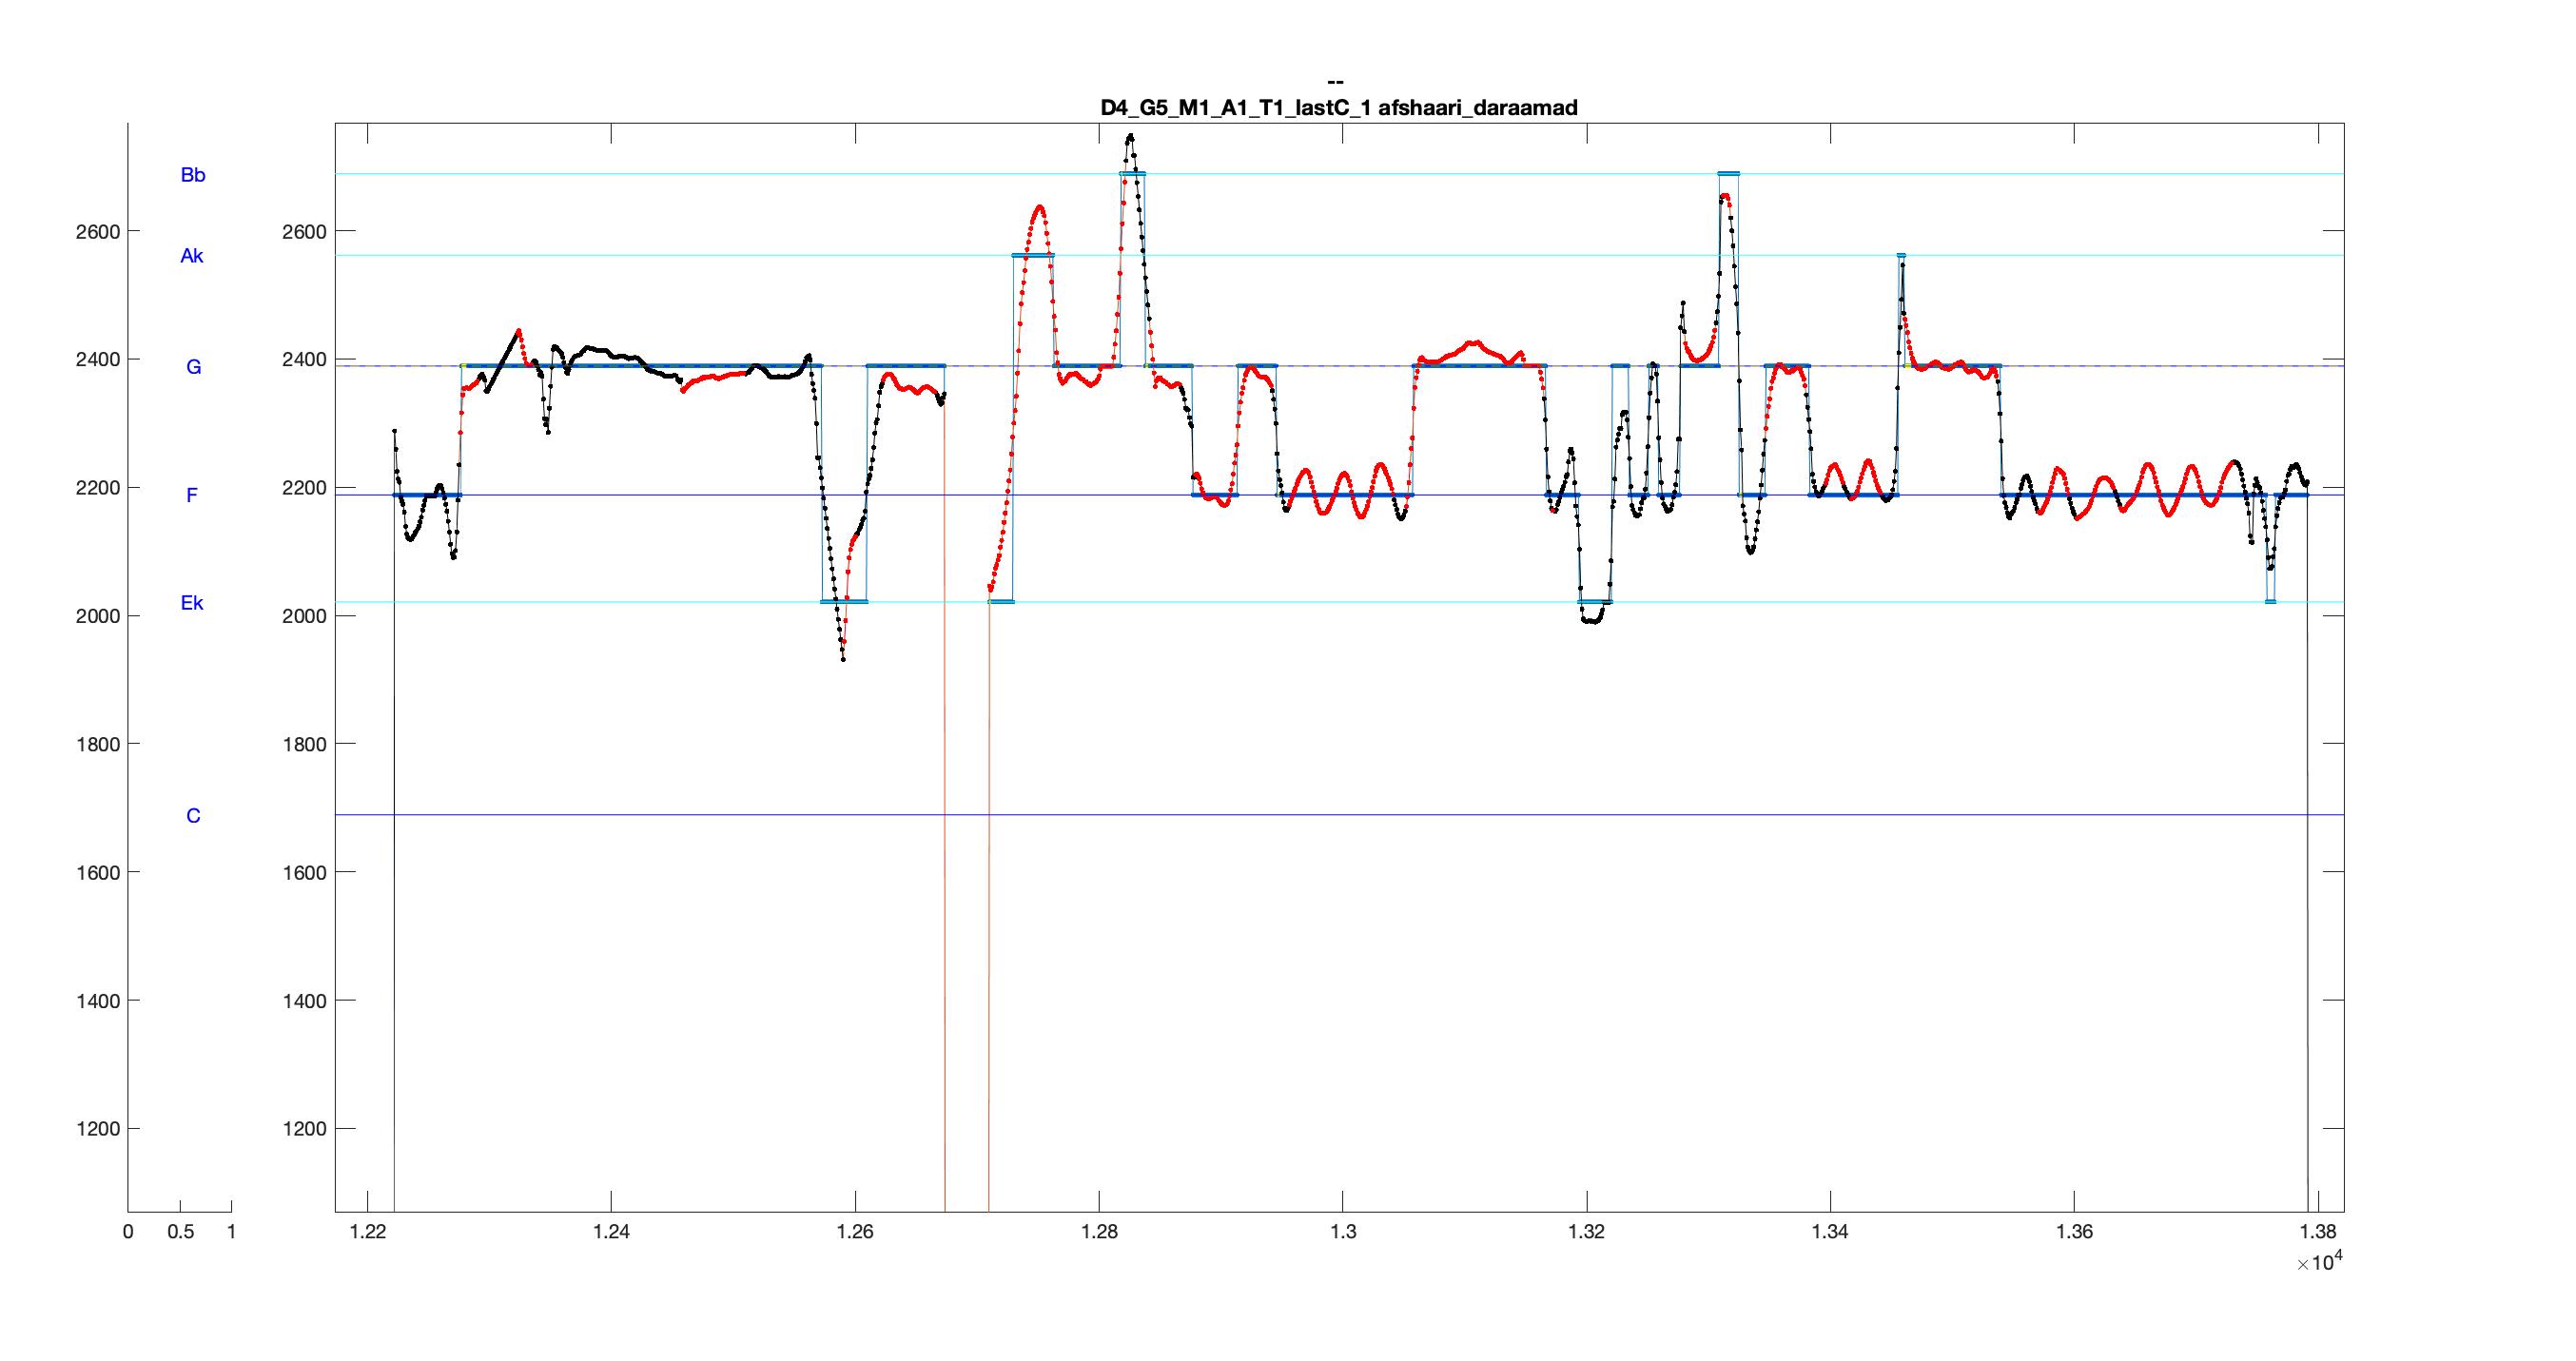 --
D4_G5_M1_A1_T1_lastC_1 afshaari_daraamad
Bb
2600 2600
Ak
2400 G 2400
2200 F 2200
2000 Ek 2000
1800 1800
C
1600 1600
1400 1400
1200 1200
0 0.5 1 1.22 1.24 1.26 1.28 1.3 1.32 1.34 1.36 1.38
×10^4